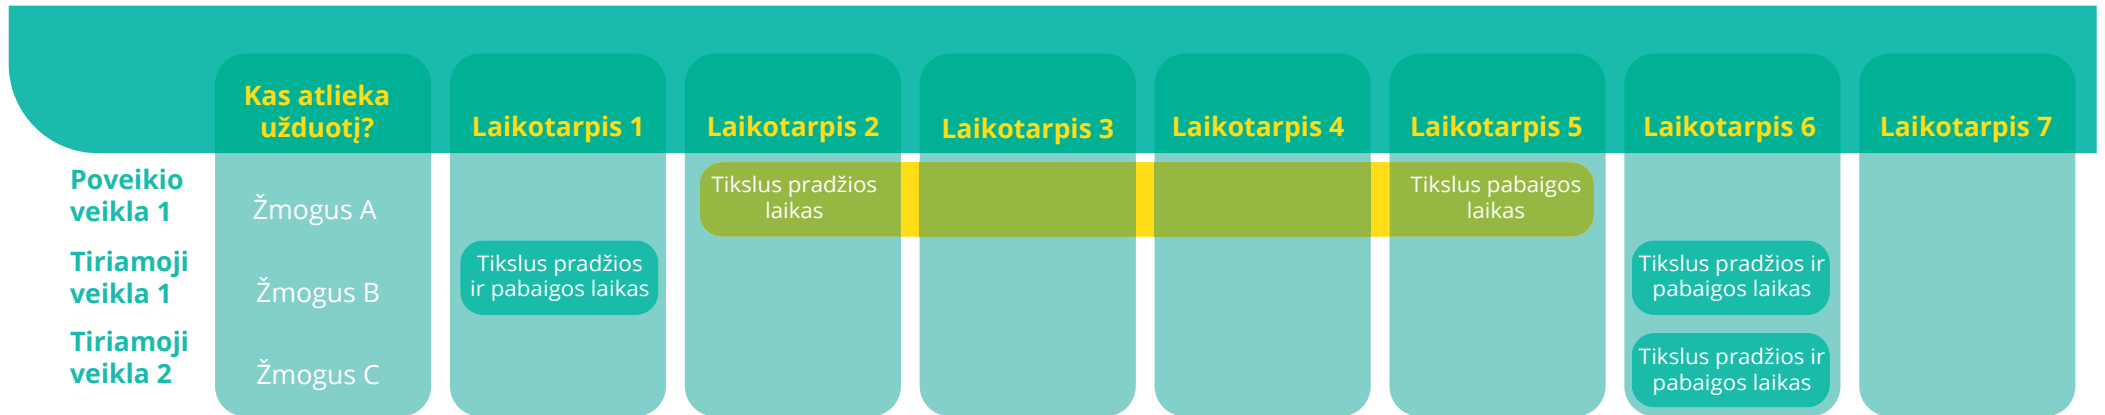 Kas atlieka
užduotį?
Laikotarpis 1
Laikotarpis 2
Laikotarpis 3
Laikotarpis 4
Laikotarpis 5
Laikotarpis 6
Laikotarpis 7
Poveikio
veikla 1
Žmogus A
Tikslus pradžios
laikas
Tikslus pabaigos
laikas
Tiriamoji
veikla 1
Žmogus B
Tikslus pradžios
ir pabaigos laikas
Tikslus pradžios ir
pabaigos laikas
Tiriamoji
veikla 2
Žmogus C
Tikslus pradžios ir
pabaigos laikas